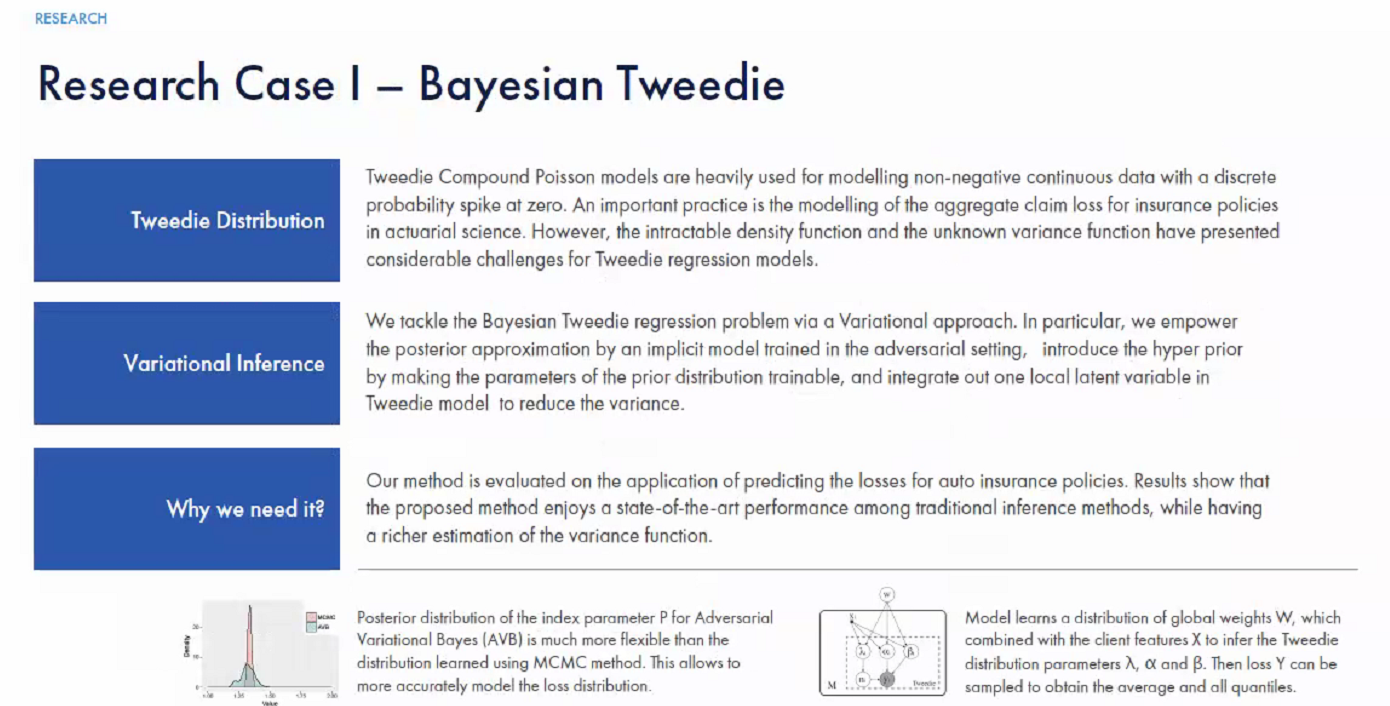 RESEARCH
Research Case I – Bayesian Tweedie
Tweedie Distribution
Tweedie Compound Poisson models are heavily used for modelling non-negative continuous data with a discrete
probability spike at zero. An important practice is the modelling of the aggregate claim loss for insurance policies
in actuarial science. However, the intractable density function and the unknown variance function have presented
considerable challenges for Tweedie regression models.
Variational Inference
We tackle the Bayesian Tweedie regression problem via a Variational approach. In particular, we empower
the posterior approximation by an implicit model trained in the adversarial setting, introduce the hyper prior
by making the parameters of the prior distribution trainable, and integrate out one local latent variable in
Tweedie model to reduce the variance.
Why we need it?
Our method is evaluated on the application of predicting the losses for auto insurance policies. Results show that
the proposed method enjoys a state-of-the-art performance among traditional inference methods, while having
a richer estimation of the variance function.
Density
MCMC
AVB
1.00 1.25 1.50 1.75 2.00
Value
Posterior distribution of the index parameter P for Adversarial
Variational Bayes (AVB) is much more flexible than the
distribution learned using MCMC method. This allows to
more accurately model the loss distribution.
w
M
Tweedie
Model learns a distribution of global weights W, which
combined with the client features X to infer the Tweedie
distribution parameters λ, α and β. Then loss Y can be
sampled to obtain the average and all quantiles.